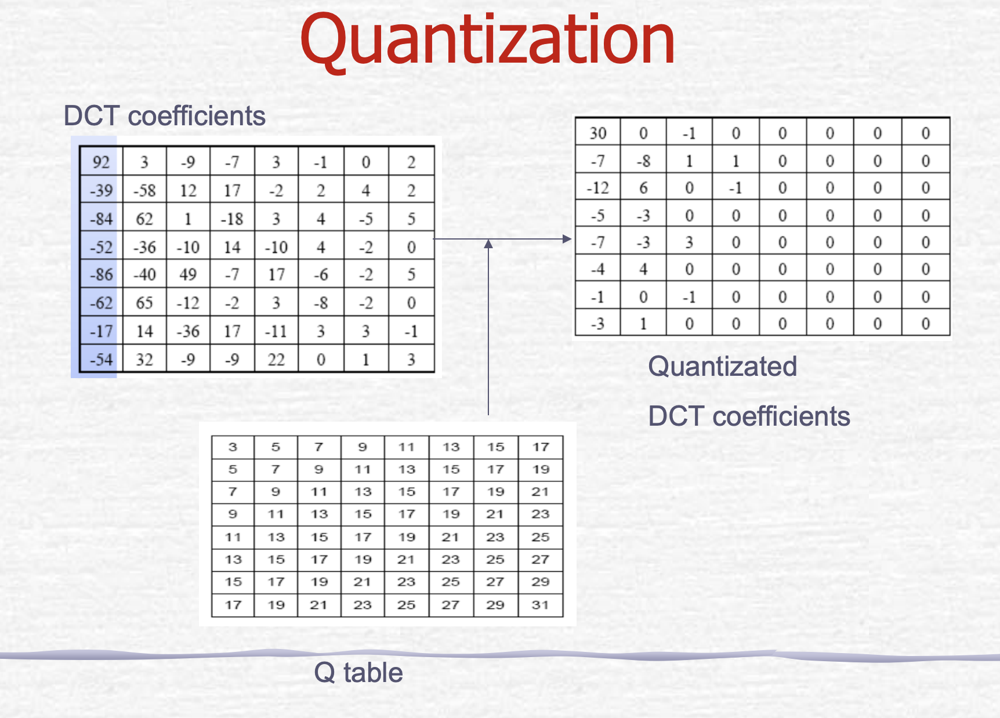 Quantization
DCT coefficients
92 3 -9 -7 3 -1 0 2
-39 -58 12 17 -2 2 4 2
-84 62 1 -18 3 4 -5 5
-52 -36 -10 14 -10 4 -2 0
-86 -40 49 -7 17 -6 -2 5
-62 65 -12 -2 3 -8 -2 0
-17 14 -36 17 -11 3 3 -1
-54 32 -9 -9 22 0 1 3
30 0 -1 0 0 0 0 0
-7 -8 1 1 0 0 0 0
-12 6 0 -1 0 0 0 0
-5 -3 0 0 0 0 0 0
-7 -3 3 0 0 0 0 0
-4 4 0 0 0 0 0 0
-1 0 -1 0 0 0 0 0
-3 1 0 0 0 0 0 0
Quantizated
DCT coefficients
3 5 7 9 11 13 15 17
5 7 9 11 13 15 17 19
7 9 11 13 15 17 19 21
9 11 13 15 17 19 21 23
11 13 15 17 19 21 23 25
13 15 17 19 21 23 25 27
15 17 19 21 23 25 27 29
17 19 21 23 25 27 29 31
Q table